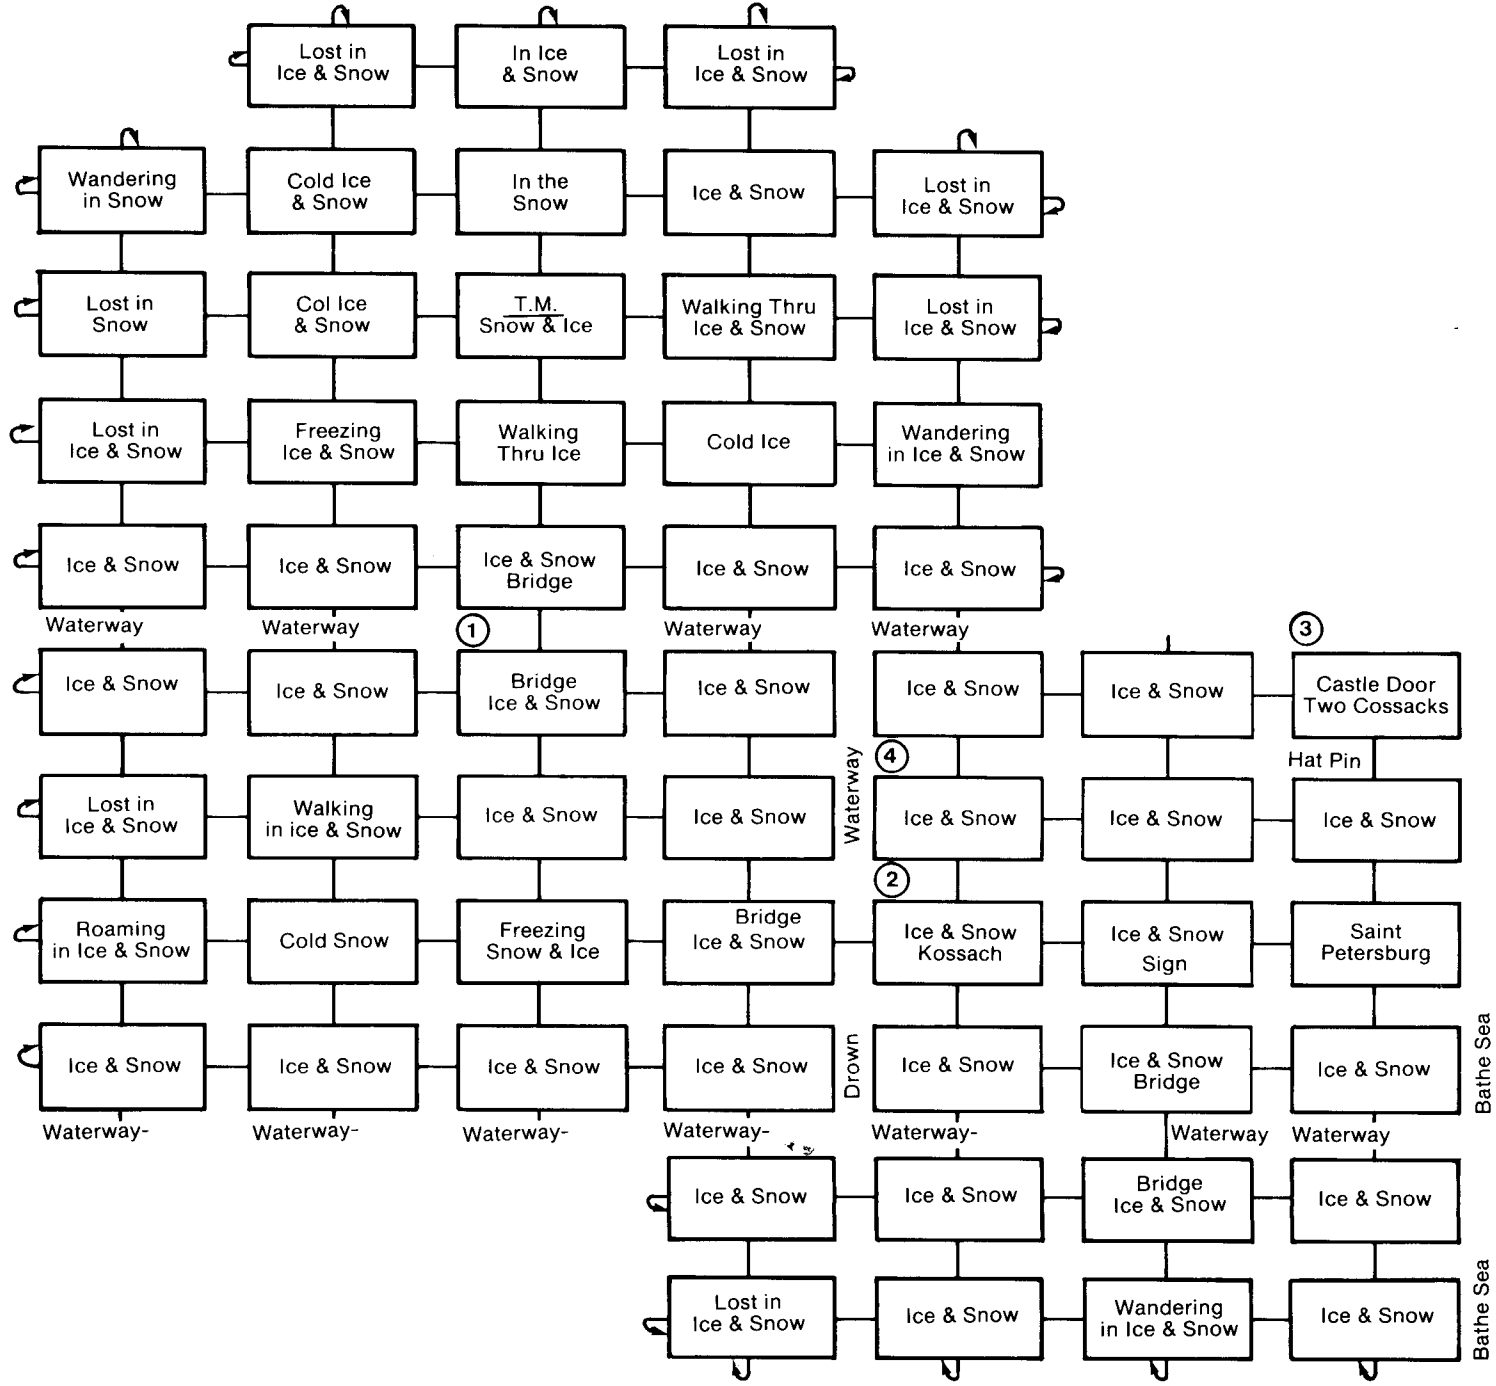 Lost in
Ice & Snow
In Ice
& Snow
Lost in
Ice & Snow
Wandering
in Snow
Cold Ice
& Snow
In the
Snow
Ice & Snow
Lost in
Ice & Snow
Lost in
Snow
Col Ice
& Snow
T.M.
Snow & Ice
Walking Thru
Ice & Snow
Lost in
Ice & Snow
Lost in
Ice & Snow
Freezing
Ice & Snow
Walking
Thru Ice
Cold Ice
Wandering
in Ice & Snow
Ice & Snow
Ice & Snow
Ice & Snow
Bridge
Ice & Snow
Ice & Snow
Waterway
Waterway
1
Waterway
Waterway
3
Ice & Snow
Ice & Snow
Bridge
Ice & Snow
Ice & Snow
Ice & Snow
Ice & Snow
Castle Door
Two Cossacks
Waterway
4
Hat Pin
Lost in
Ice & Snow
Walking
in ice & Snow
Ice & Snow
Ice & Snow
Ice & Snow
Ice & Snow
Ice & Snow
2
Roaming
in Ice & Snow
Cold Snow
Freezing
Snow & Ice
Bridge
Ice & Snow
Ice & Snow
Kossach
Ice & Snow
Sign
Saint
Petersburg
Ice & Snow
Ice & Snow
Ice & Snow
Ice & Snow
Drown
Ice & Snow
Ice & Snow
Bridge
Ice & Snow
Bathe Sea
Waterway-
Waterway-
Waterway-
Waterway-
Waterway-
Waterway
Waterway
Ice & Snow
Ice & Snow
Bridge
Ice & Snow
Ice & Snow
Lost in
Ice & Snow
Ice & Snow
Wandering
in Ice & Snow
Ice & Snow
Bathe Sea